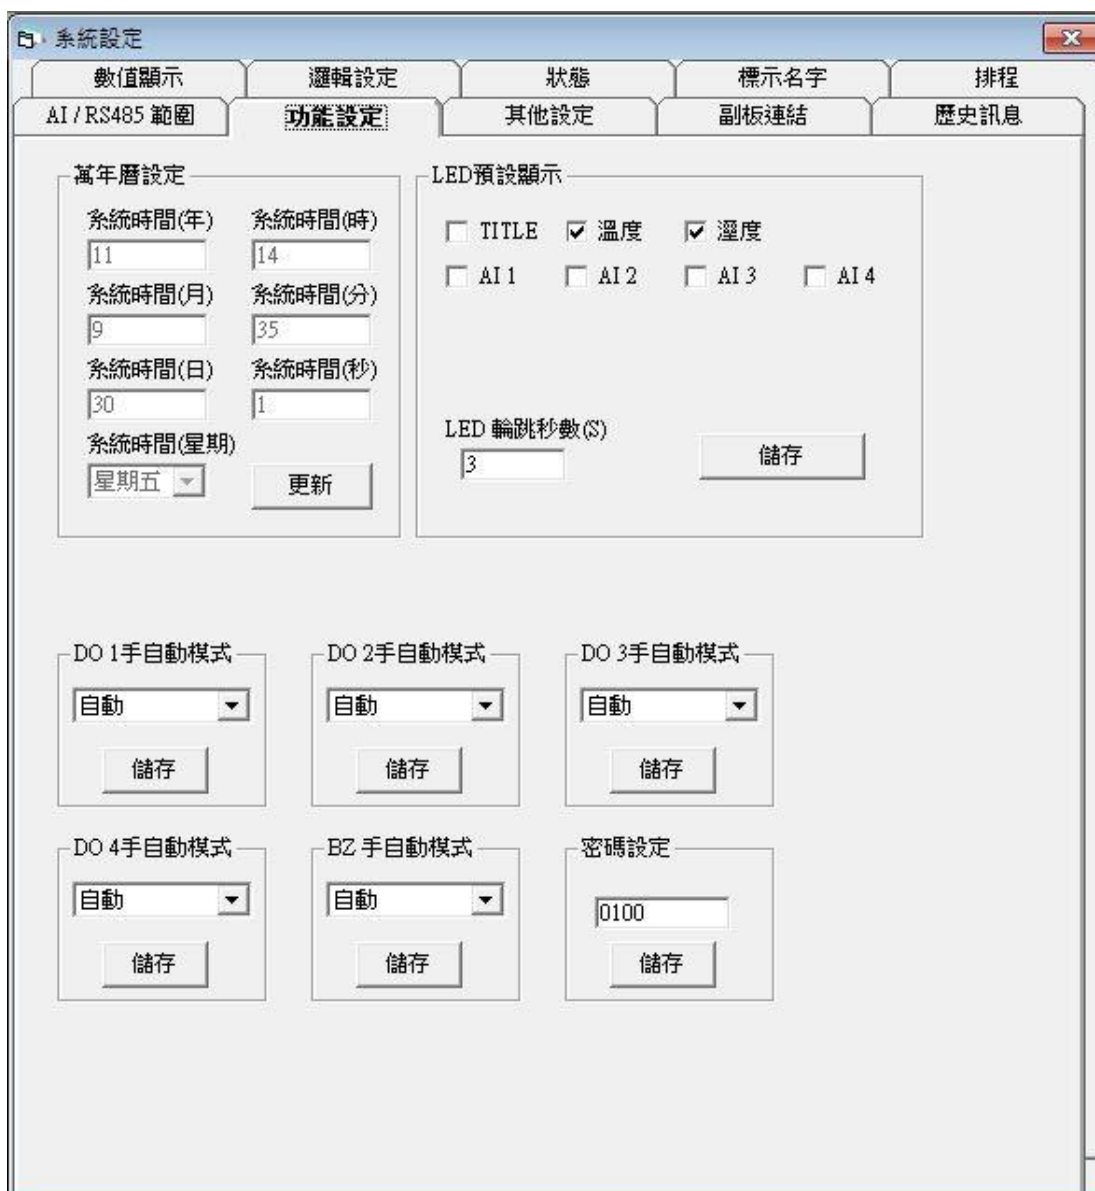 系統設定
數值顯示 邏輯設定 狀態 標示名字 排程
AI / RS485 範圍 功能設定 其他設定 副板連結 歷史訊息
萬年曆設定
系統時間(年) 系統時間(時)
11 14
系統時間(月) 系統時間(分)
9 35
系統時間(日) 系統時間(秒)
30 1
系統時間(星期)
星期五 更新
LED預設顯示
TITLE 溫度 溼度
AI 1 AI 2 AI 3 AI 4
LED 輪跳秒數(S)
3 儲存
DO 1手自動模式 DO 2手自動模式 DO 3手自動模式
自動 自動 自動
儲存 儲存 儲存
DO 4手自動模式 BZ 手自動模式 密碼設定
自動 自動 0100
儲存 儲存 儲存